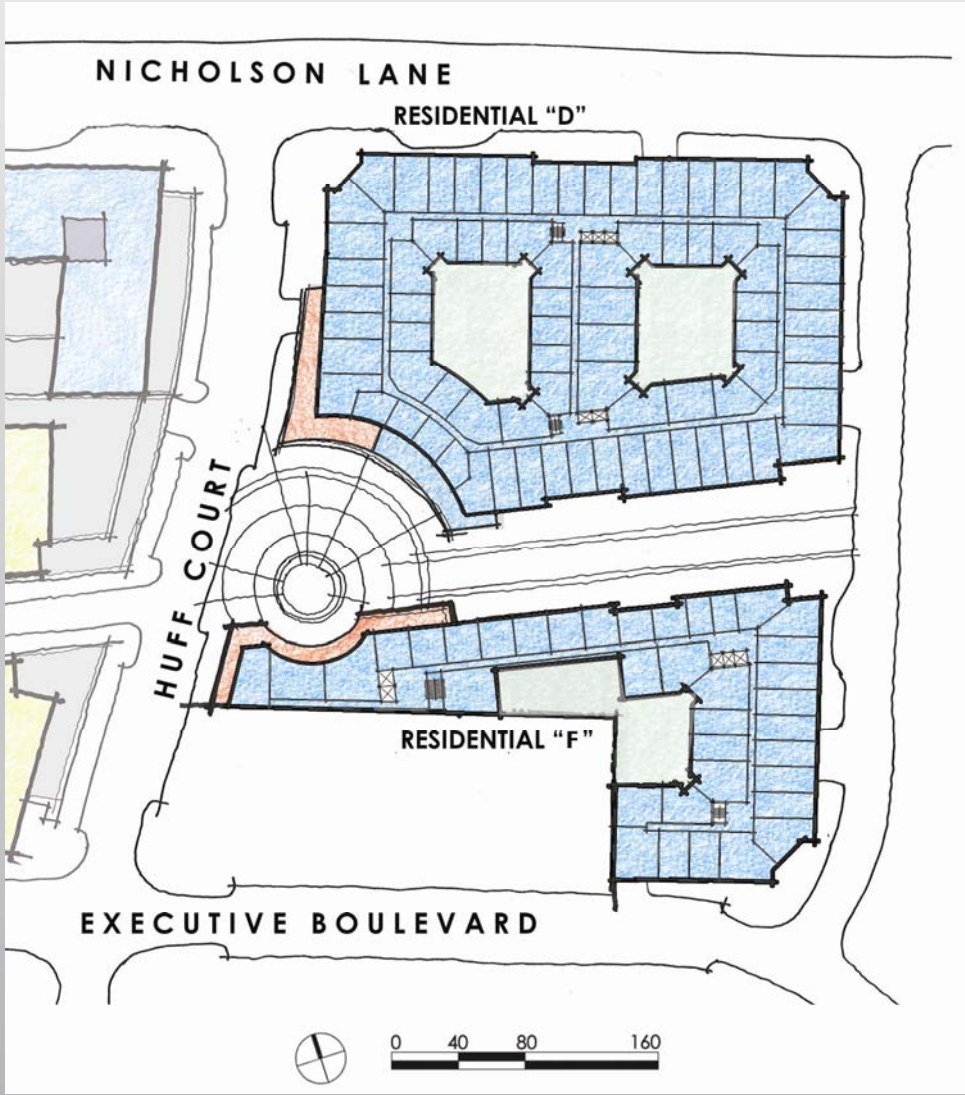 NICHOLSON LANE
RESIDENTIAL "D"
HUFF COURT
RESIDENTIAL "F"
EXECUTIVE BOULEVARD
0 40 80 160